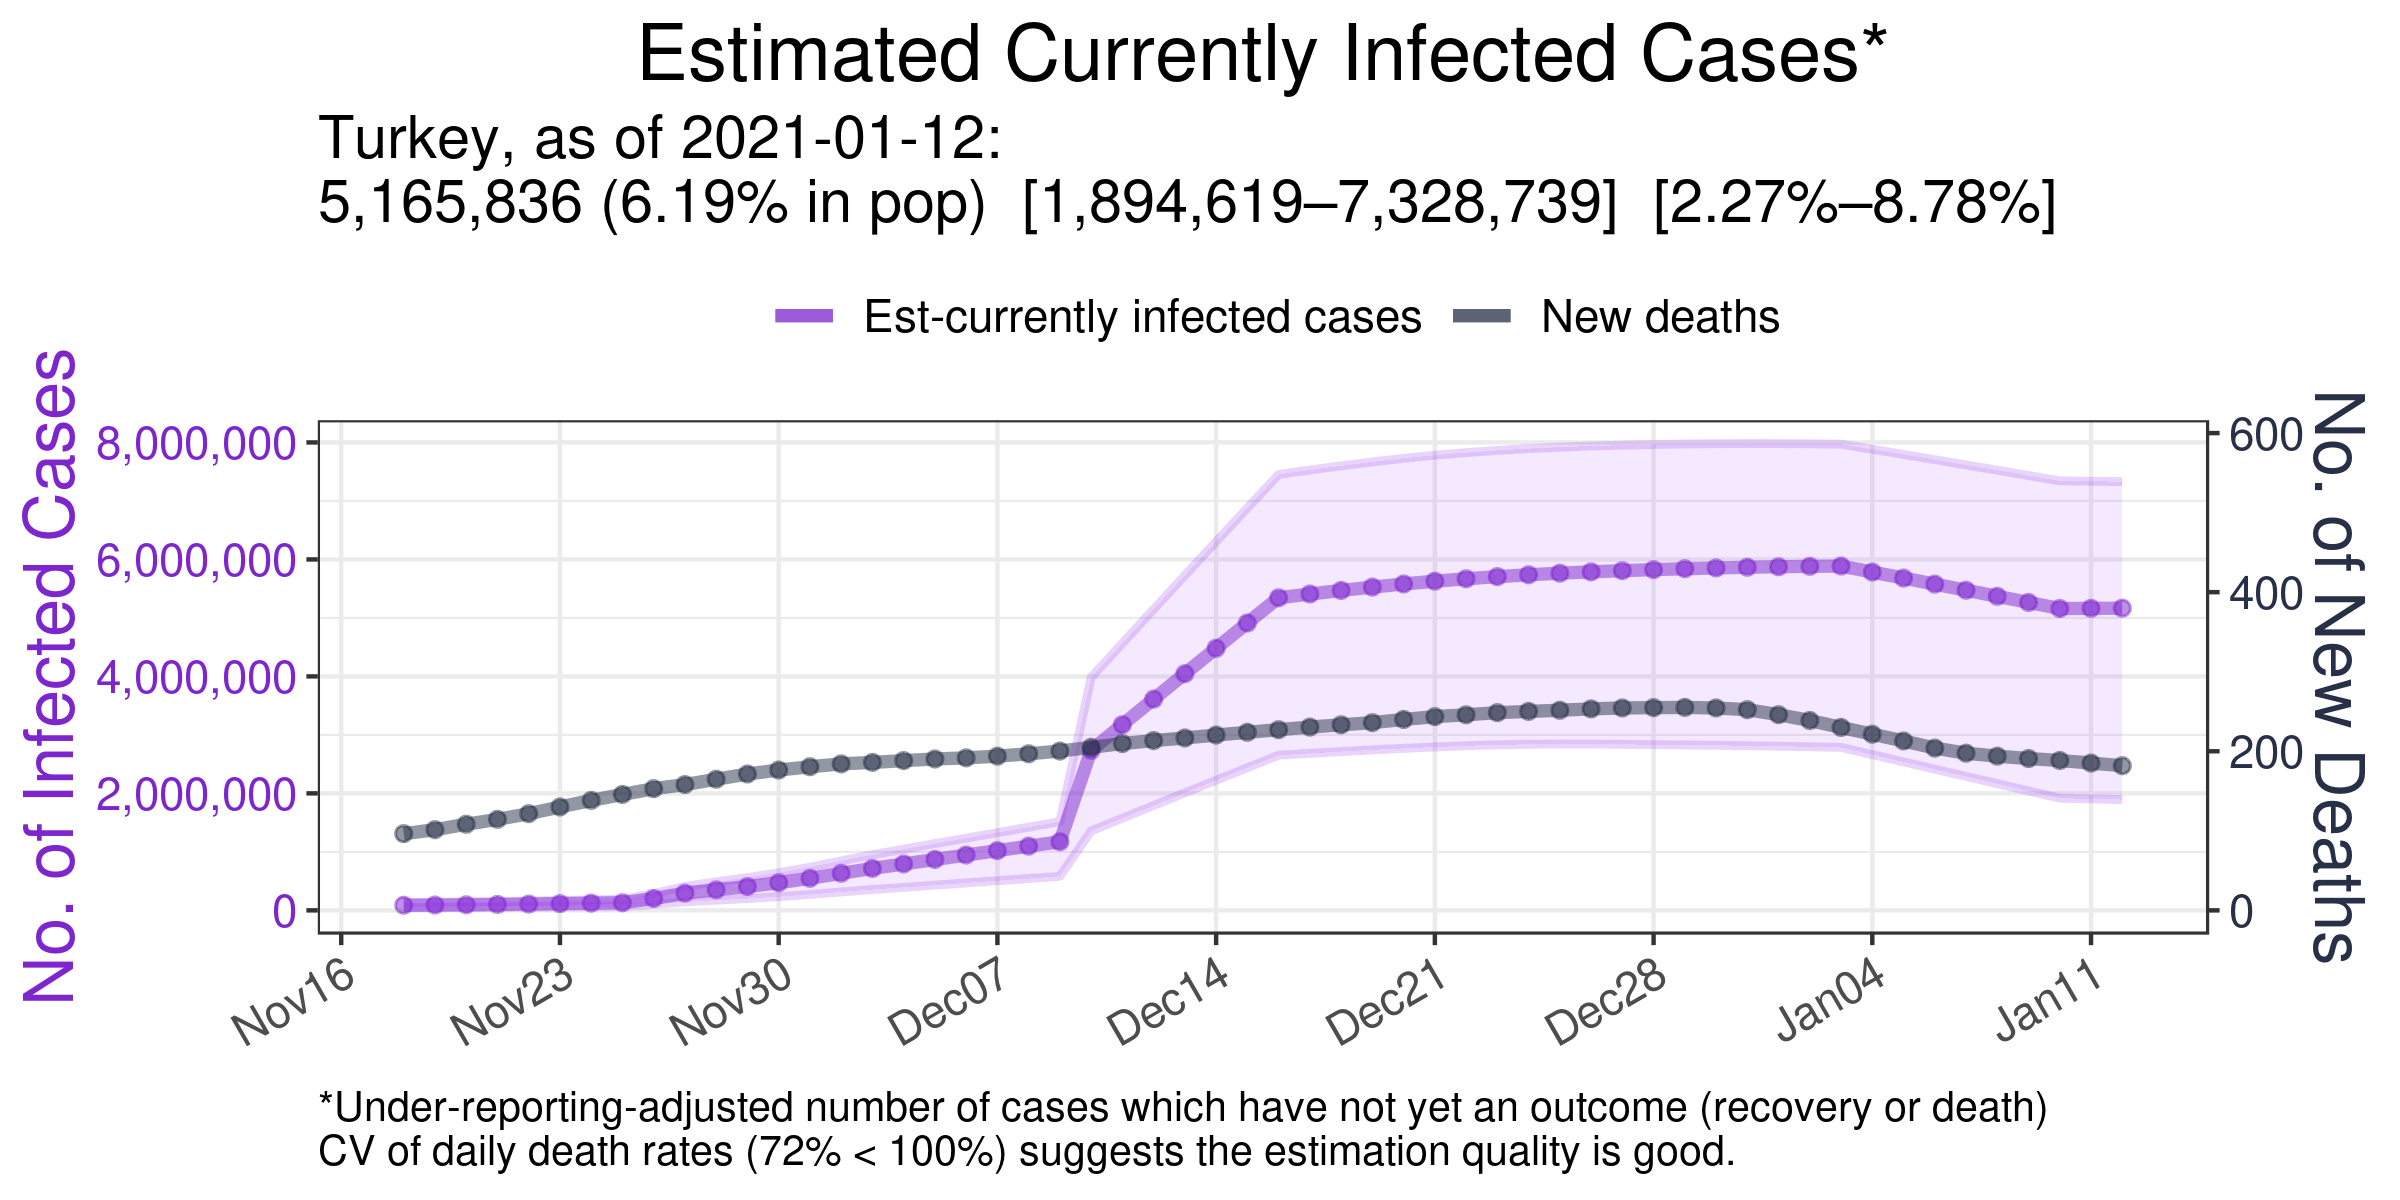 Estimated Currently Infected Cases*
Turkey, as of 2021-01-12:
5,165,836 (6.19% in pop)  [1,894,619–7,328,739]  [2.27%–8.78%]
Est-currently infected cases
New deaths
No. of Infected Cases
8,000,000
6,000,000
4,000,000
2,000,000
0
600
400
200
0
No. of New Deaths
Nov16
Nov23
Nov30
Dec07
Dec14
Dec21
Dec28
Jan04
Jan11
*Under-reporting-adjusted number of cases which have not yet an outcome (recovery or death)
CV of daily death rates (72% < 100%) suggests the estimation quality is good.